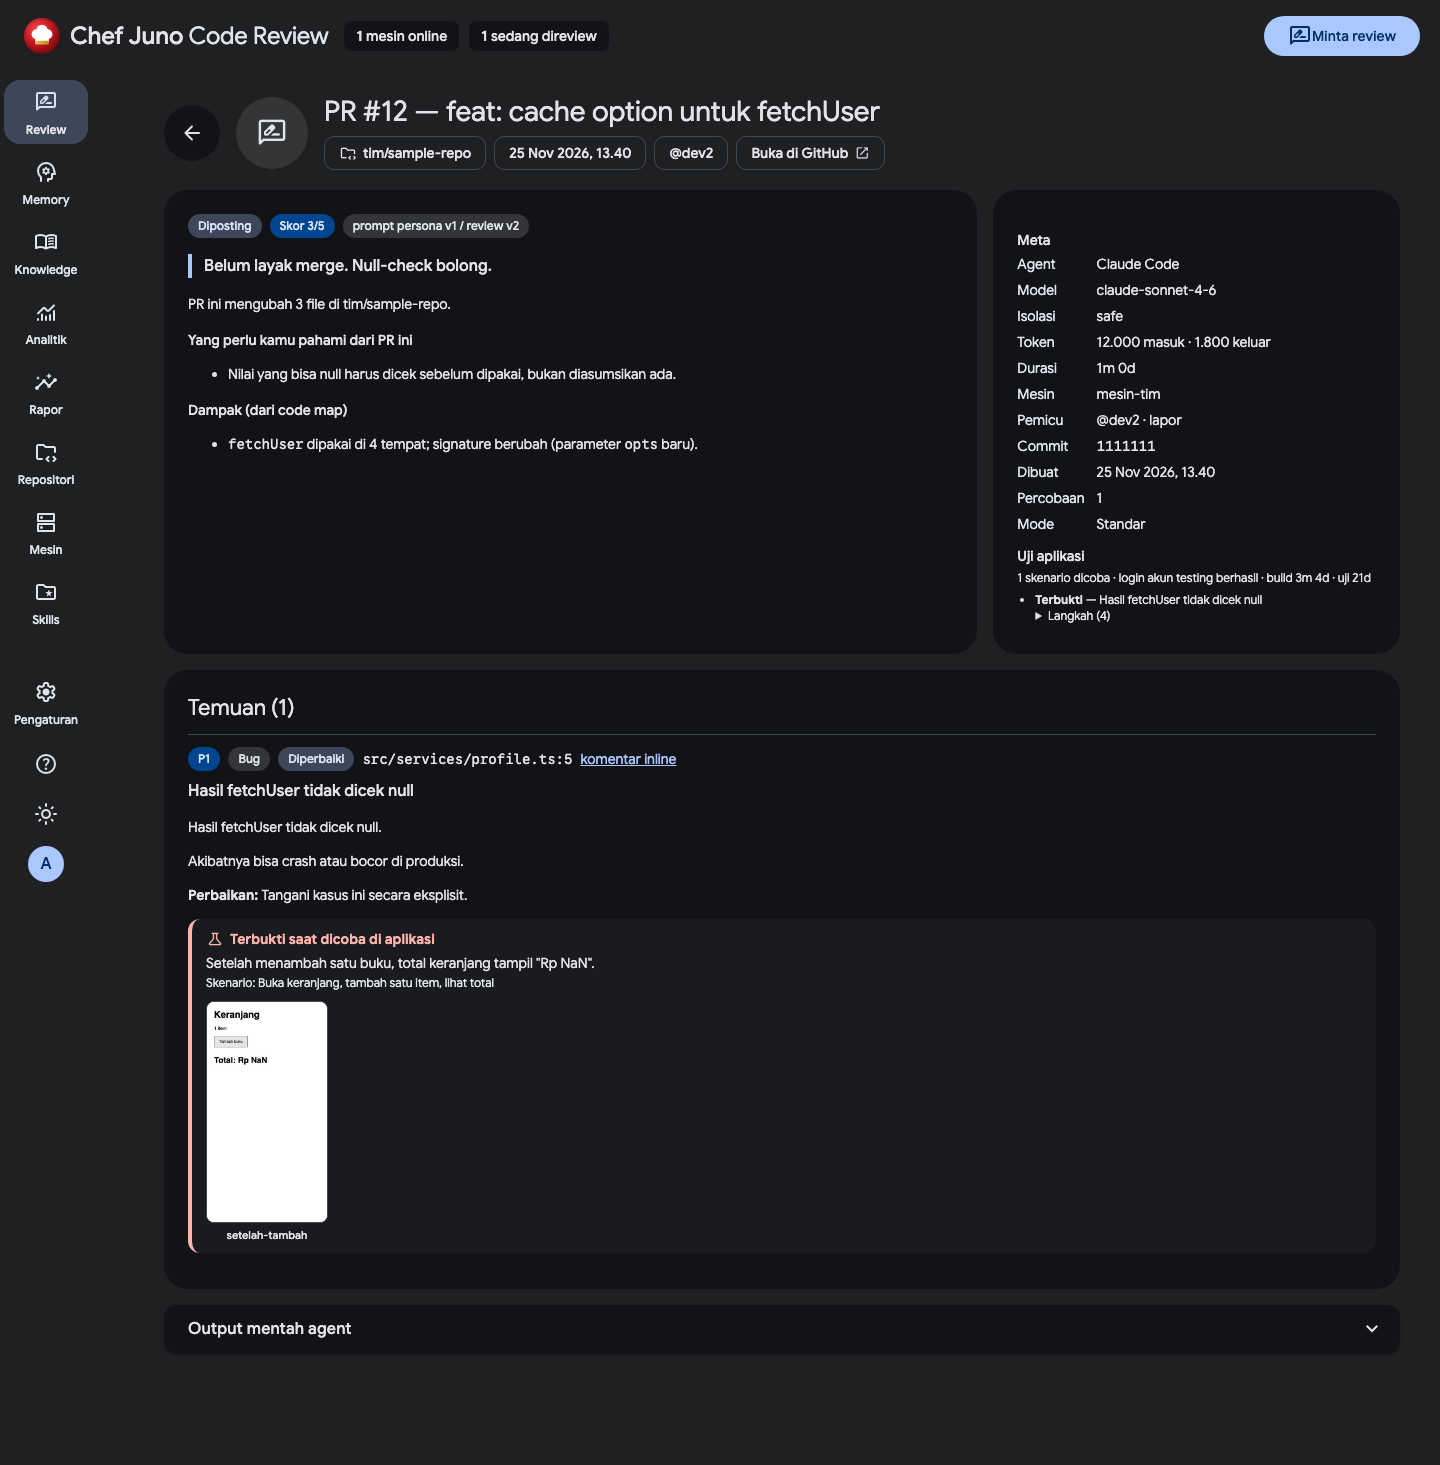 Chef Juno Code Review
1 mesin online
1 sedang direview
Minta review
Review
Memory
Knowledge
Analitik
Rapor
Repositori
Mesin
Skills
Pengaturan
A
PR #12 — feat: cache option untuk fetchUser
tim/sample-repo
25 Nov 2026, 13.40
@dev2
Buka di GitHub
Diposting
Skor 3/5
prompt persona v1 / review v2
Belum layak merge. Null-check bolong.
PR ini mengubah 3 file di tim/sample-repo.
Yang perlu kamu pahami dari PR ini
• Nilai yang bisa null harus dicek sebelum dipakai, bukan diasumsikan ada.
Dampak (dari code map)
• fetchUser dipakai di 4 tempat; signature berubah (parameter opts baru).
Meta
Agent Claude Code
Model claude-sonnet-4-6
Isolasi safe
Token 12.000 masuk · 1.800 keluar
Durasi 1m 0d
Mesin mesin-tim
Pemicu @dev2 · lapor
Commit 1111111
Dibuat 25 Nov 2026, 13.40
Percobaan 1
Mode Standar
Uji aplikasi
1 skenario dicoba · login akun testing berhasil · build 3m 4d · uji 21d
• Terbukti — Hasil fetchUser tidak dicek null
Langkah (4)
Temuan (1)
P1
Bug
Diperbaiki
src/services/profile.ts:5 komentar inline
Hasil fetchUser tidak dicek null
Hasil fetchUser tidak dicek null.
Akibatnya bisa crash atau bocor di produksi.
Perbaikan: Tangani kasus ini secara eksplisit.
Terbukti saat dicoba di aplikasi
Setelah menambah satu buku, total keranjang tampil "Rp NaN".
Skenario: Buka keranjang, tambah satu item, lihat total
Keranjang
1 item
Tambah buku
Total: Rp NaN
setelah-tambah
Output mentah agent